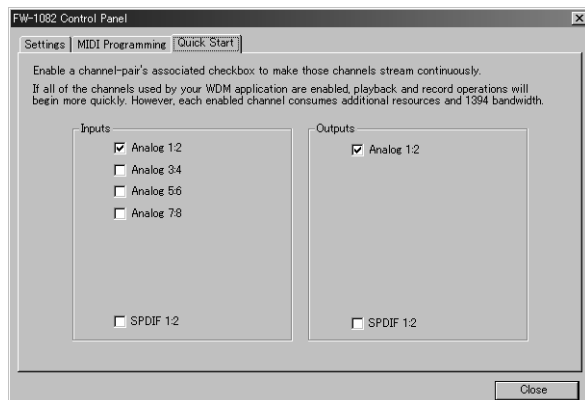 FW-1082 Control Panel
Settings
MIDI Programming
Quick Start
Enable a channel-pair's associated checkbox to make those channels stream continuously.
If all of the channels used by your WDM application are enabled, playback and record operations will
begin more quickly. However, each enabled channel consumes additional resources and 1394 bandwidth.
Inputs
Analog 1:2
Analog 3:4
Analog 5:6
Analog 7:8
SPDIF 1:2
Outputs
Analog 1:2
SPDIF 1:2
Close